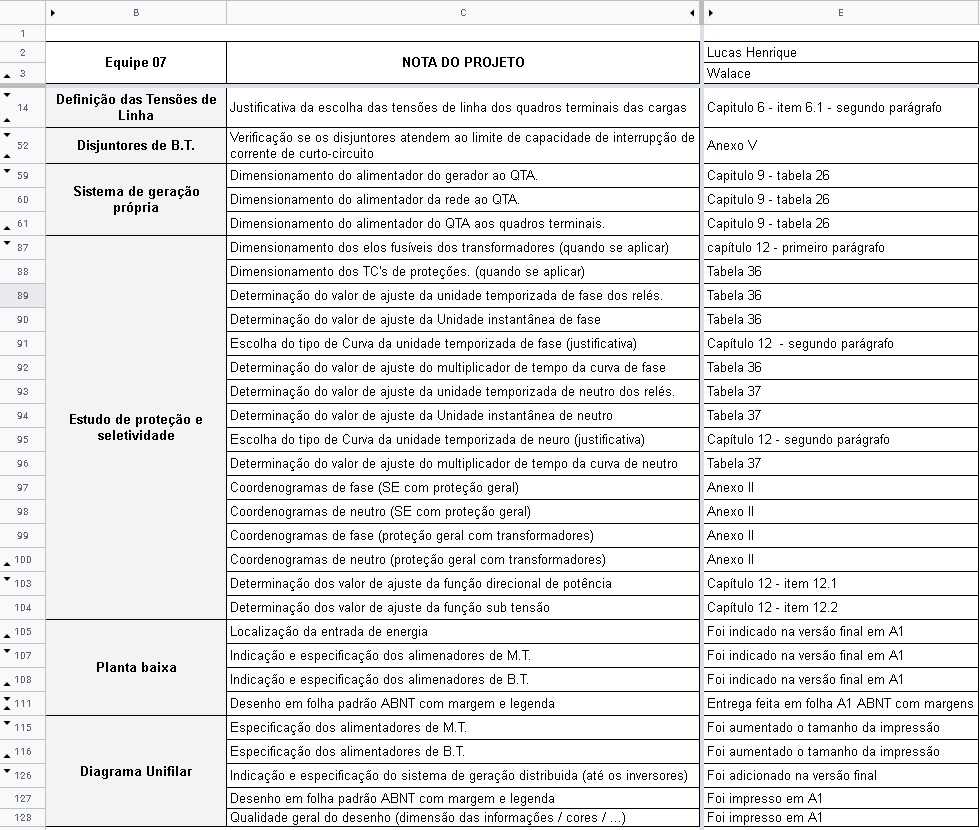 B C E
1
2 Equipe 07 NOTA DO PROJETO Lucas Henrique
3 Walace
14 Definição das Tensões de Linha Justificativa da escolha das tensões de linha dos quadros terminais das cargas Capitulo 6 - item 6.1 - segundo parágrafo
52 Disjuntores de B.T. Verificação se os disjuntores atendem ao limite de capacidade de interrupção de corrente de curto-circuito Anexo V
59 Sistema de geração própria Dimensionamento do alimentador do gerador ao QTA. Capitulo 9 - tabela 26
60 Dimensionamento do alimentador da rede ao QTA. Capitulo 9 - tabela 26
61 Dimensionamento do alimentador do QTA aos quadros terminais. Capitulo 9 - tabela 26
87 Estudo de proteção e seletividade Dimensionamento dos elos fusíveis dos transformadores (quando se aplicar) capítulo 12 - primeiro parágrafo
88 Dimensionamento dos TC's de proteções. (quando se aplicar) Tabela 36
89 Determinação do valor de ajuste da unidade temporizada de fase dos relés. Tabela 36
90 Determinação do valor de ajuste da Unidade instantânea de fase Tabela 36
91 Escolha do tipo de Curva da unidade temporizada de fase (justificativa) Capítulo 12 - segundo parágrafo
92 Determinação do valor de ajuste do multiplicador de tempo da curva de fase Tabela 36
93 Determinação do valor de ajuste da unidade temporizada de neutro dos relés. Tabela 37
94 Determinação do valor de ajuste da Unidade instantânea de neutro Tabela 37
95 Escolha do tipo de Curva da unidade temporizada de neuro (justificativa) Capítulo 12 - segundo parágrafo
96 Determinação do valor de ajuste do multiplicador de tempo da curva de neutro Tabela 37
97 Coordenogramas de fase (SE com proteção geral) Anexo II
98 Coordenogramas de neutro (SE com proteção geral) Anexo II
99 Coordenogramas de fase (proteção geral com transformadores) Anexo II
100 Coordenogramas de neutro (proteção geral com transformadores) Anexo II
103 Determinação dos valor de ajuste da função direcional de potência Capítulo 12 - item 12.1
104 Determinação dos valor de ajuste da função sub tensão Capítulo 12 - item 12.2
105 Planta baixa Localização da entrada de energia Foi indicado na versão final em A1
107 Indicação e especificação dos alimenadores de M.T. Foi indicado na versão final em A1
108 Indicação e especificação dos alimenadores de B.T. Foi indicado na versão final em A1
111 Desenho em folha padrão ABNT com margem e legenda Entrega feita em folha A1 ABNT com margens
115 Diagrama Unifilar Especificação dos alimentadores de M.T. Foi aumentado o tamanho da impressão
116 Especificação dos alimentadores de B.T. Foi aumentado o tamanho da impressão
126 Indicação e especificação do sistema de geração distribuida (até os inversores) Foi adicionado na versão final
127 Desenho em folha padrão ABNT com margem e legenda Foi impresso em A1
128 Qualidade geral do desenho (dimensão das informações / cores / ...) Foi impresso em A1